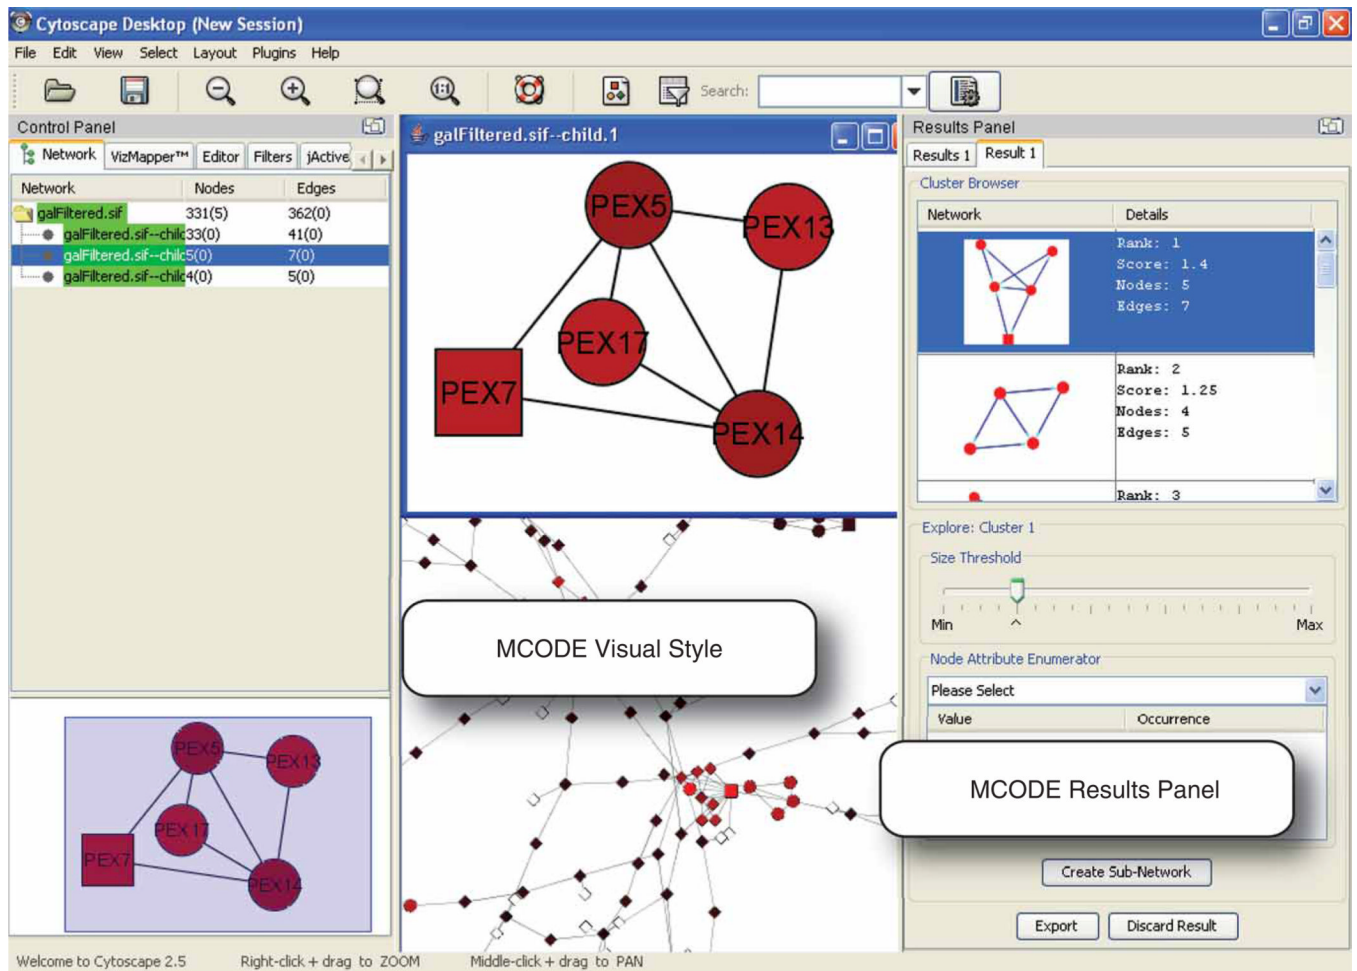 Cytoscape Desktop (New Session)
File Edit View Select Layout Plugins Help
1:1 Search:
Control Panel
Network VizMapper™ Editor Filters jActive
Network Nodes Edges
galFiltered.sif 331(5) 362(0)
galFiltered.sif--chilc 33(0) 41(0)
galFiltered.sif--chilc 5(0) 7(0)
galFiltered.sif--chilc 4(0) 5(0)
PEX5
PEX13
PEX17
PEX7
PEX14
galFiltered.sif--child.1
PEX5
PEX13
PEX17
PEX7
PEX14
MCODE Visual Style
Results Panel
Results 1 Result 1
Cluster Browser
Network Details
Rank: 1
Score: 1.4
Nodes: 5
Edges: 7
Rank: 2
Score: 1.25
Nodes: 4
Edges: 5
Rank: 3
Explore: Cluster 1
Size Threshold
Min Max
Node Attribute Enumerator
Please Select
Value Occurrence
MCODE Results Panel
Create Sub-Network
Export Discard Result
Welcome to Cytoscape 2.5 Right-click + drag to ZOOM Middle-click + drag to PAN